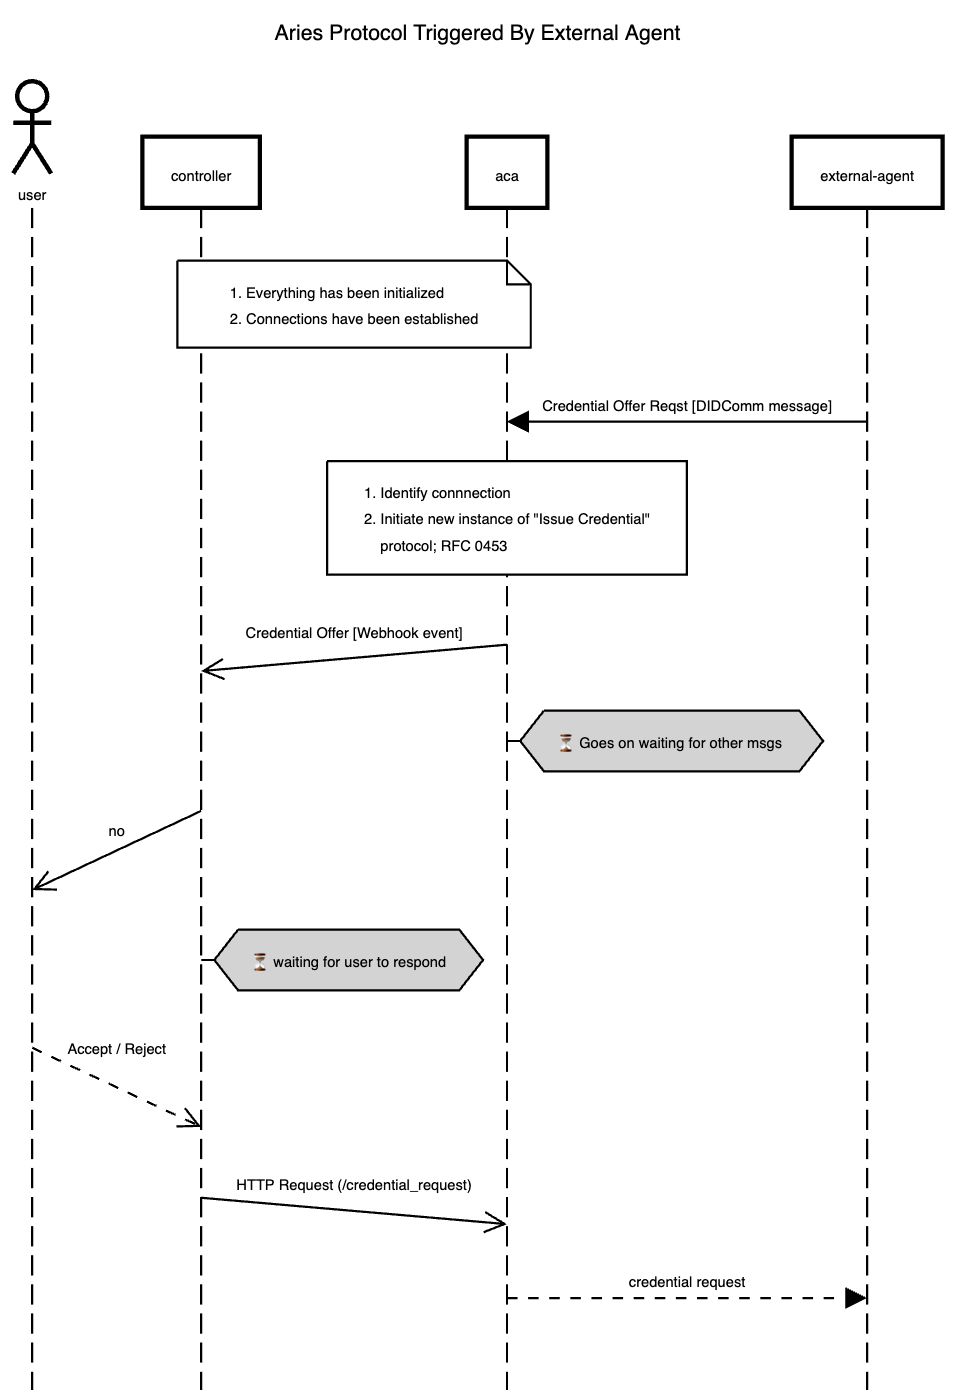 Aries Protocol Triggered By External Agent
user
controller
aca
external-agent
1. Everything has been initialized
2. Connections have been established
Credential Offer Reqst [DIDComm message]
1. Identify connnection
2. Initiate new instance of "Issue Credential"
protocol; RFC 0453
Credential Offer [Webhook event]
⏳ Goes on waiting for other msgs
no
⏳ waiting for user to respond
Accept / Reject
HTTP Request (/credential_request)
credential request